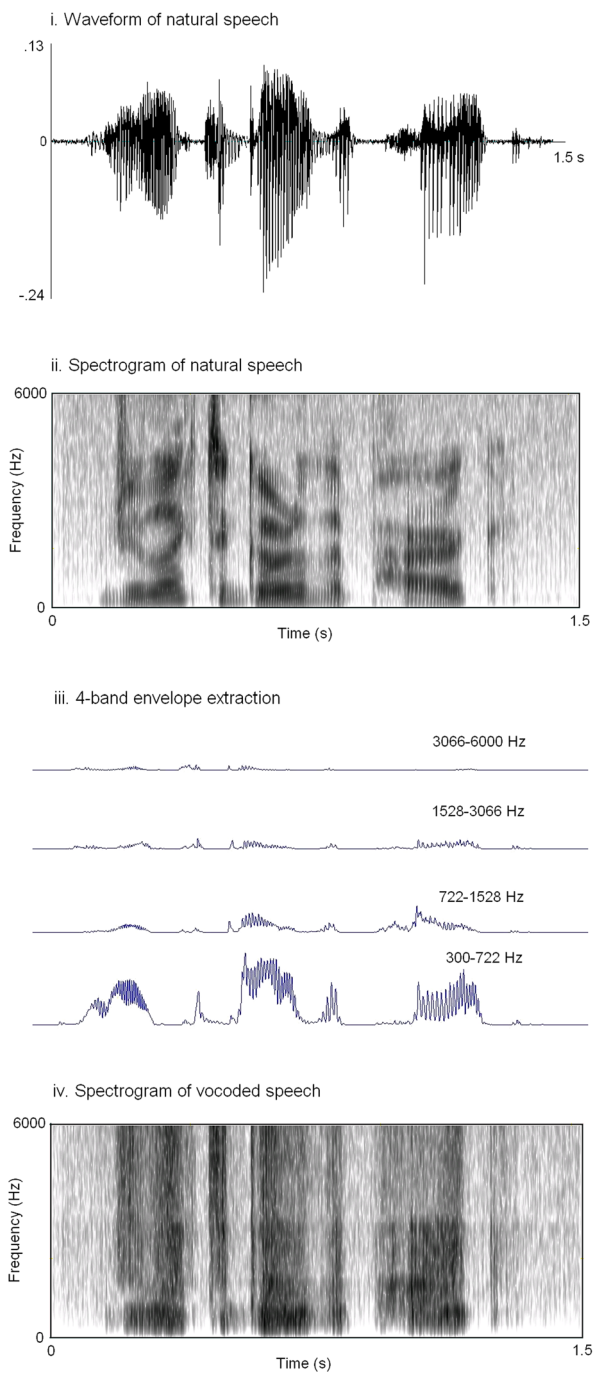 i. Waveform of natural speech
.13
0
1.5 s
-.24
ii. Spectrogram of natural speech
6000
Frequency (Hz)
0
0
1.5
Time (s)
iii. 4-band envelope extraction
3066-6000 Hz
1528-3066 Hz
722-1528 Hz
300-722 Hz
iv. Spectrogram of vocoded speech
6000
Frequency (Hz)
0
0
1.5
Time (s)